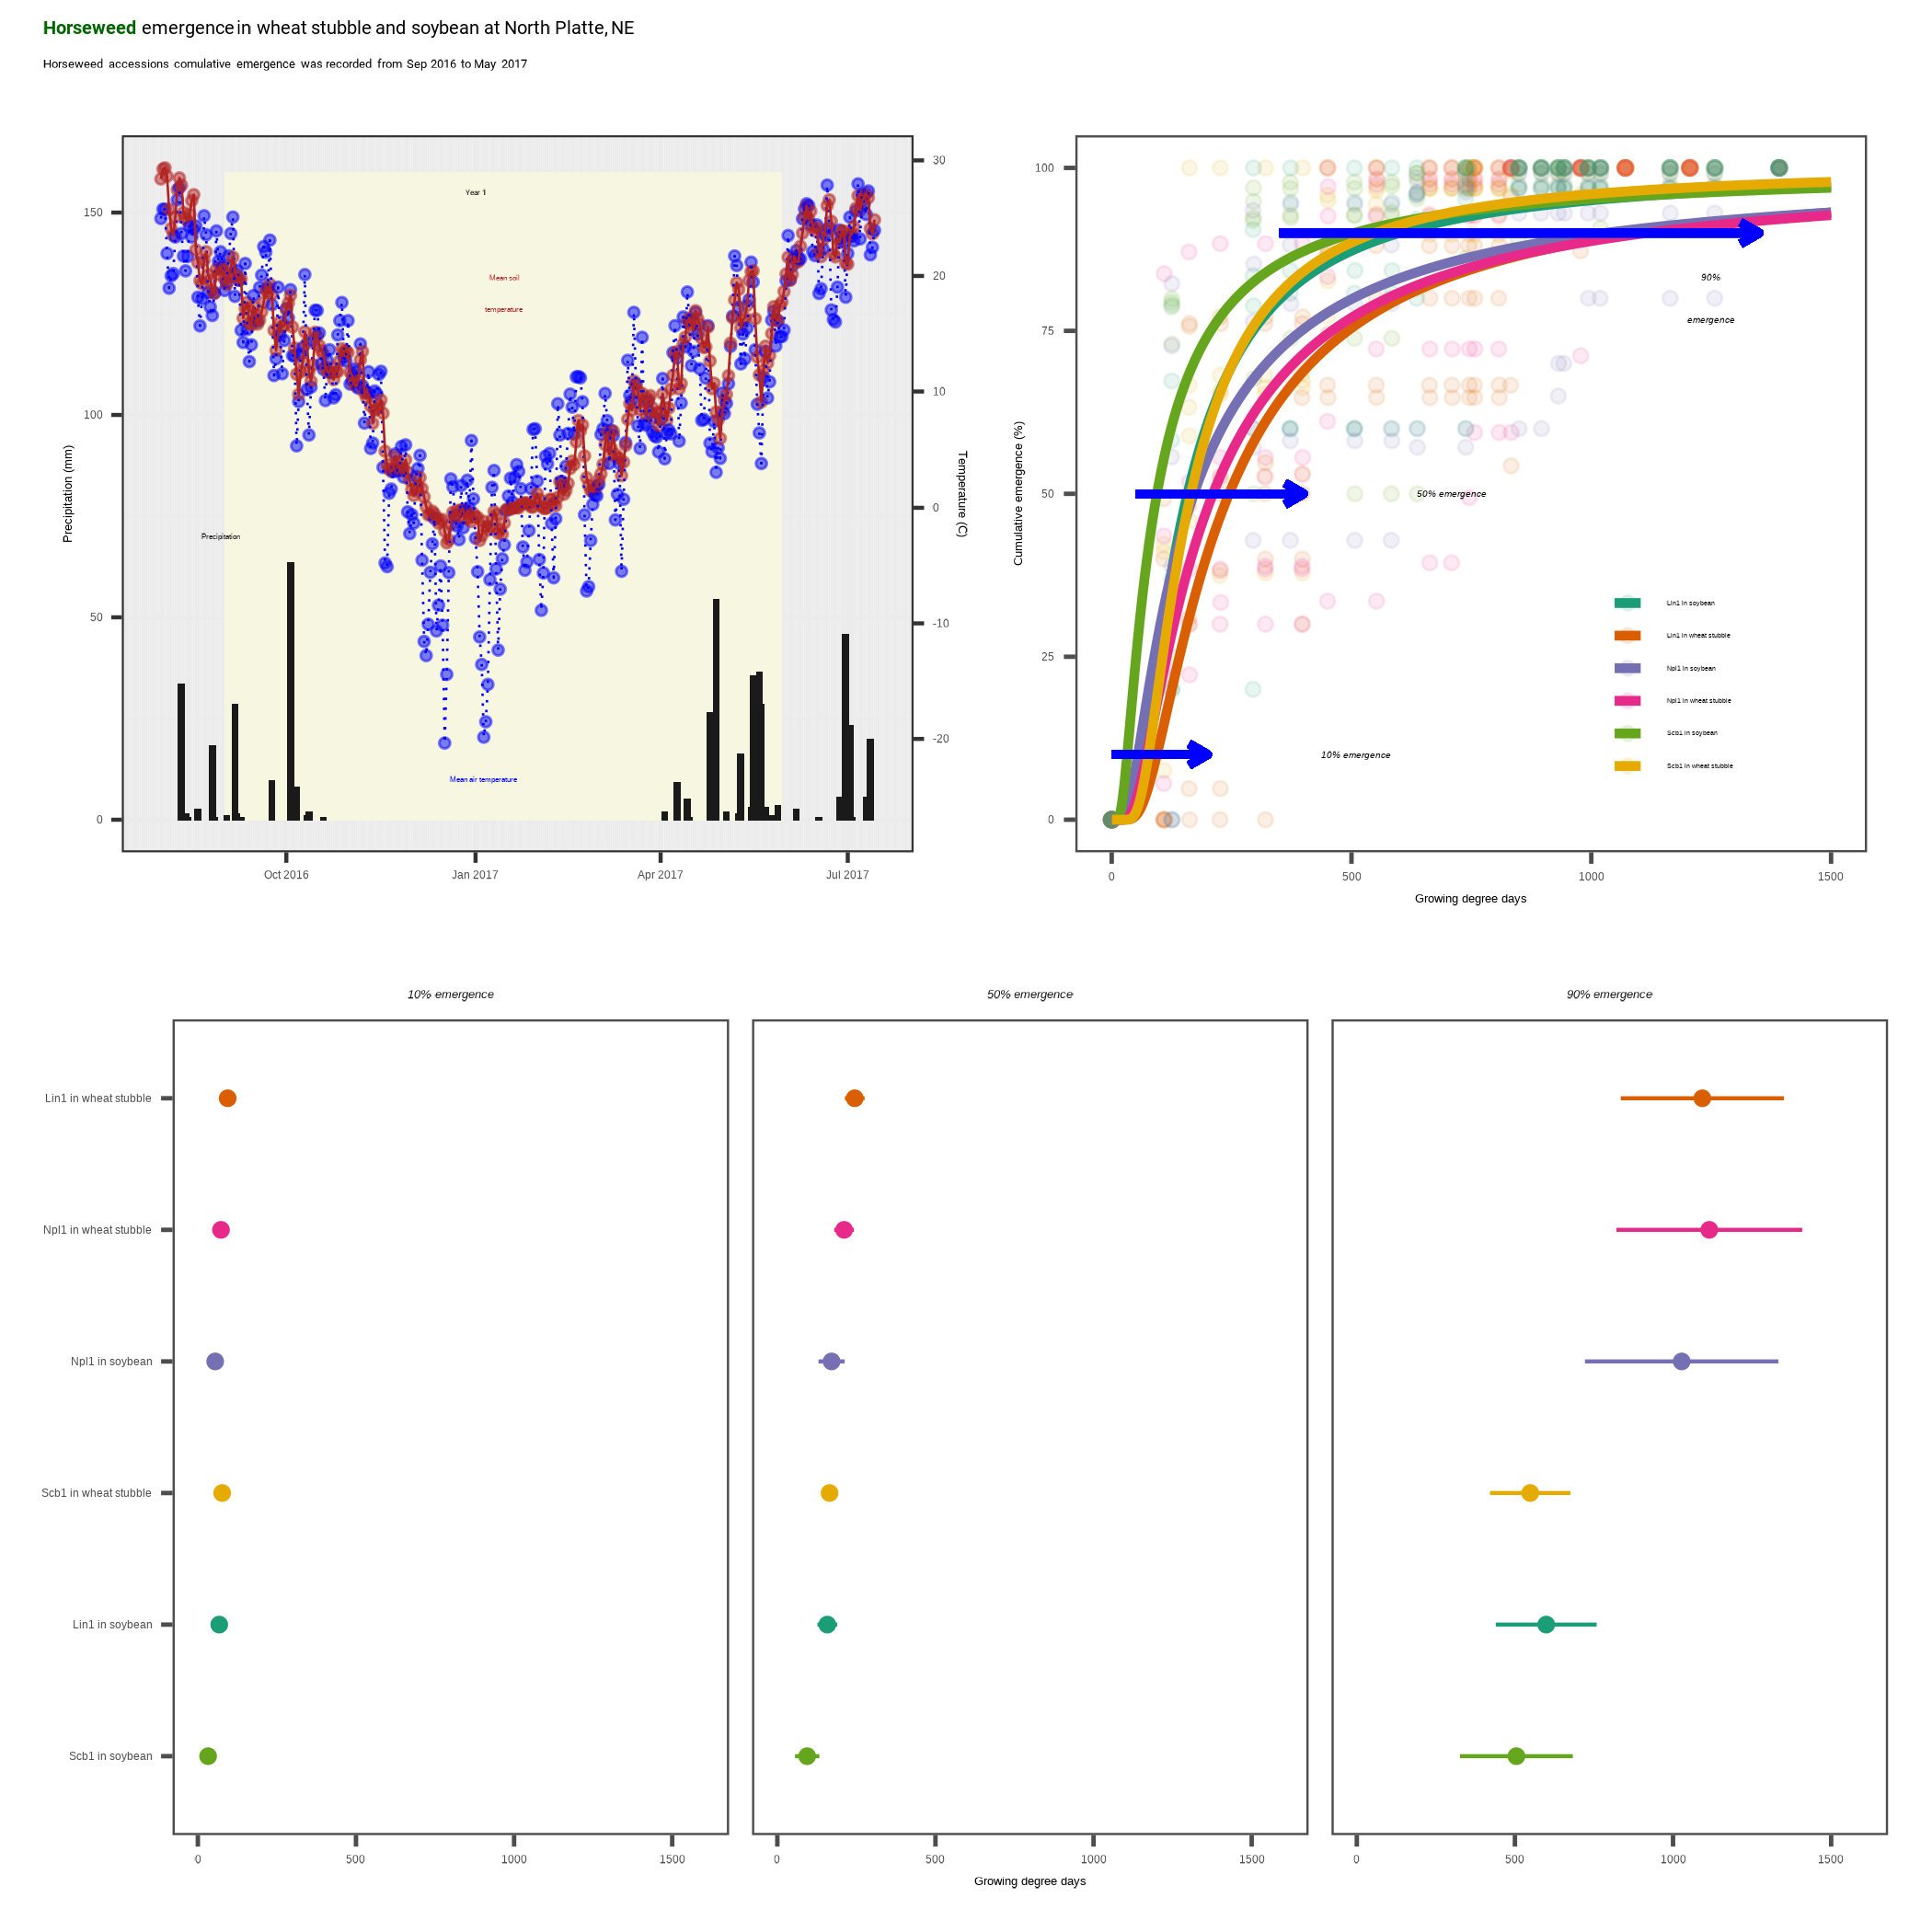 Horseweed emergence in wheat stubble and soybean at North Platte, NE
Horseweed accessions comulative emergence was recorded from Sep 2016 to May 2017
Precipitation (mm)
150
100
50
0
Year 1
Mean soil
temperature
Precipitation
Mean air temperature
30
20
10
0
-10
-20
Temperature (C)
Oct 2016
Jan 2017
Apr 2017
Jul 2017
Cumulative emergence (%)
100
75
50
25
0
90%
emergence
50% emergence
10% emergence
Lin1 in soybean
Lin1 in wheat stubble
Npl1 in soybean
Npl1 in wheat stubble
Scb1 in soybean
Scb1 in wheat stubble
0
500
1000
1500
Growing degree days
10% emergence
50% emergence
90% emergence
Lin1 in wheat stubble
Npl1 in wheat stubble
Npl1 in soybean
Scb1 in wheat stubble
Lin1 in soybean
Scb1 in soybean
0
500
1000
1500
0
500
1000
1500
0
500
1000
1500
Growing degree days